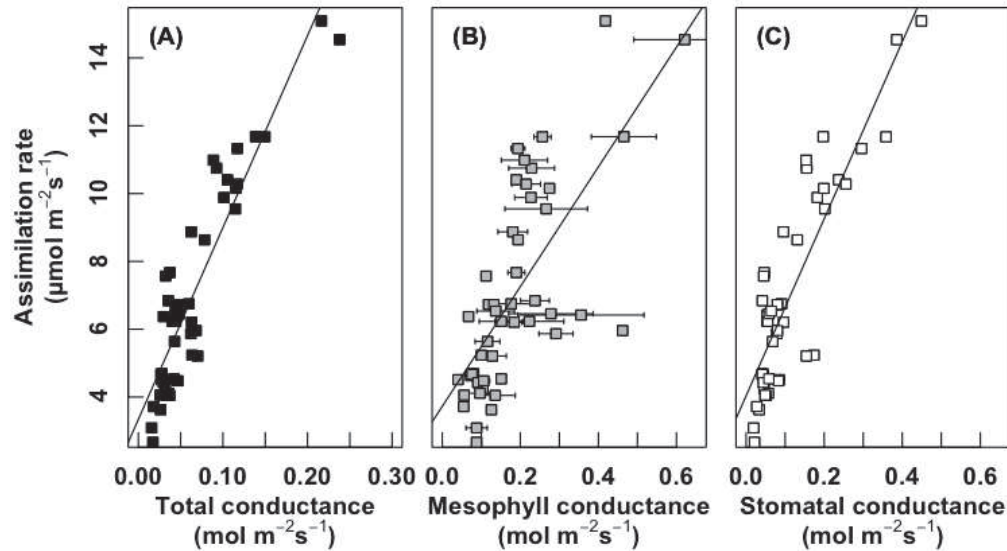 (A) (B) (C)
Assimilation rate
(µmol m−2s−1)
14
12
10
8
6
4
0.00 0.10 0.20 0.30 0.0 0.2 0.4 0.6 0.0 0.2 0.4 0.6
Total conductance Mesophyll conductance Stomatal conductance
(mol m−2s−1) (mol m−2s−1) (mol m−2s−1)